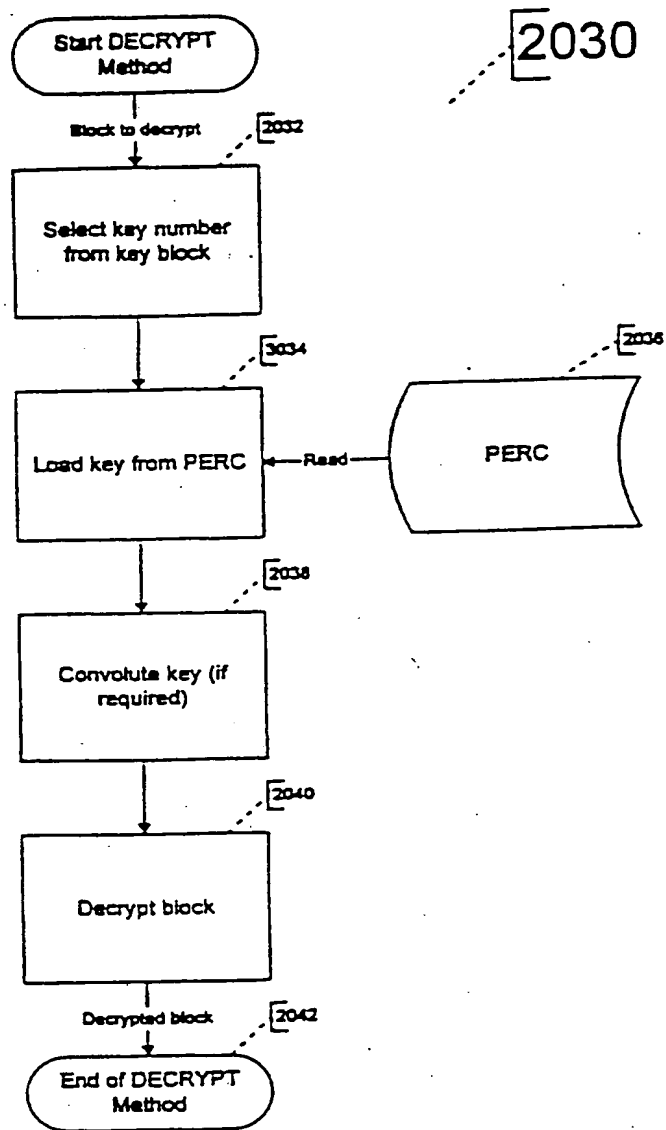 Start DECRYPT
Method
2030
Block to decrypt
2032
Select key number
from key block
3034
2036
Load key from PERC
Read
PERC
2038
Convolute key (if
required)
2040
Decrypt block
Decrypted block
2042
End of DECRYPT
Method